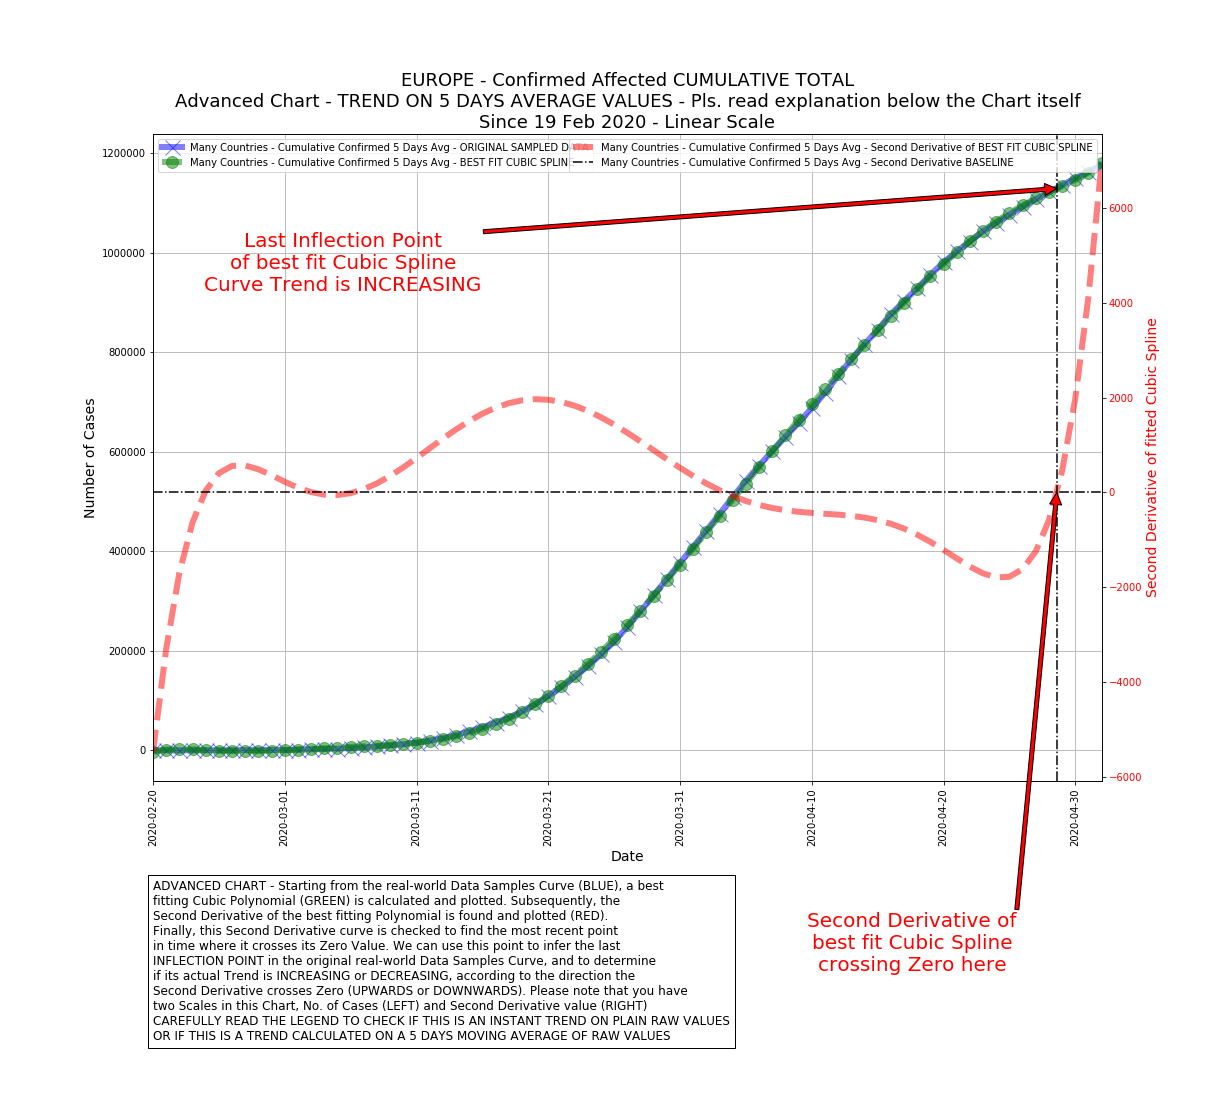 EUROPE - Confirmed Affected CUMULATIVE TOTAL
Advanced Chart - TREND ON 5 DAYS AVERAGE VALUES - Pls. read explanation below the Chart itself
Since 19 Feb 2020 - Linear Scale
Many Countries - Cumulative Confirmed 5 Days Avg - ORIGINAL SAMPLED DATA
Many Countries - Cumulative Confirmed 5 Days Avg - BEST FIT CUBIC SPLINE
Many Countries - Cumulative Confirmed 5 Days Avg - Second Derivative of BEST FIT CUBIC SPLINE
Many Countries - Cumulative Confirmed 5 Days Avg - Second Derivative BASELINE
Last Inflection Point
of best fit Cubic Spline
Curve Trend is INCREASING
Number of Cases
1200000
1000000
800000
600000
400000
200000
0
Second Derivative of fitted Cubic Spline
6000
4000
2000
0
−2000
−4000
−6000
2020-02-20
2020-03-01
2020-03-11
2020-03-21
2020-03-31
2020-04-10
2020-04-20
2020-04-30
Date
ADVANCED CHART - Starting from the real-world Data Samples Curve (BLUE), a best
fitting Cubic Polynomial (GREEN) is calculated and plotted. Subsequently, the
Second Derivative of the best fitting Polynomial is found and plotted (RED).
Finally, this Second Derivative curve is checked to find the most recent point
in time where it crosses its Zero Value. We can use this point to infer the last
INFLECTION POINT in the original real-world Data Samples Curve, and to determine
if its actual Trend is INCREASING or DECREASING, according to the direction the
Second Derivative crosses Zero (UPWARDS or DOWNWARDS). Please note that you have
two Scales in this Chart, No. of Cases (LEFT) and Second Derivative value (RIGHT)
CAREFULLY READ THE LEGEND TO CHECK IF THIS IS AN INSTANT TREND ON PLAIN RAW VALUES
OR IF THIS IS A TREND CALCULATED ON A 5 DAYS MOVING AVERAGE OF RAW VALUES
Second Derivative of
best fit Cubic Spline
crossing Zero here